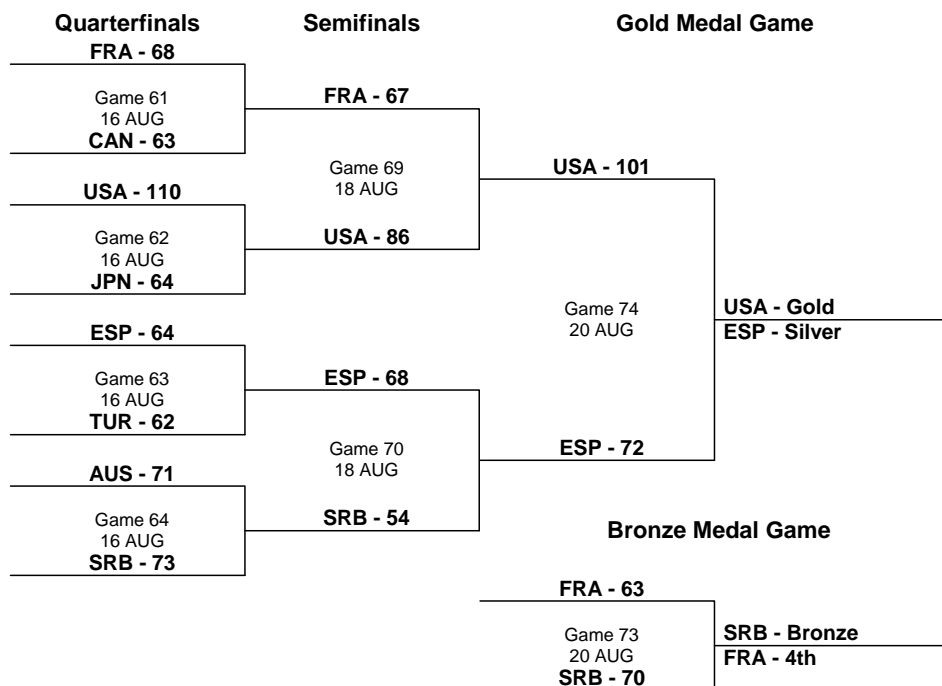 Quarterfinals
Semifinals
Gold Medal Game
FRA - 68
Game 61
16 AUG
CAN - 63
USA - 110
Game 62
16 AUG
JPN - 64
ESP - 64
Game 63
16 AUG
TUR - 62
AUS - 71
Game 64
16 AUG
SRB - 73
FRA - 67
Game 69
18 AUG
USA - 86
ESP - 68
Game 70
18 AUG
SRB - 54
USA - 101
Game 74
20 AUG
ESP - 72
USA - Gold
ESP - Silver
Bronze Medal Game
FRA - 63
Game 73
20 AUG
SRB - 70
SRB - Bronze
FRA - 4th